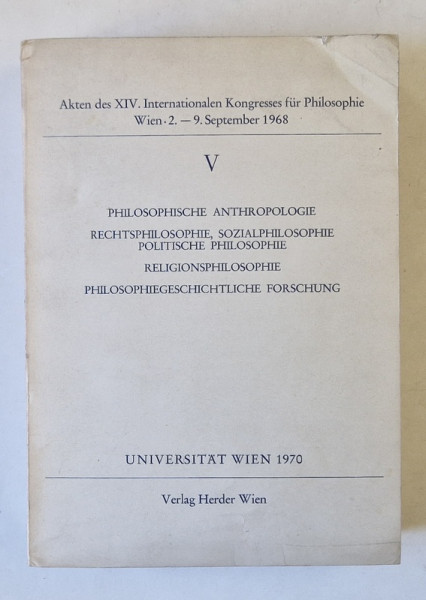 Akten des XIV. Internationalen Kongresses für Philosophie
Wien · 2. — 9. September 1968
V
PHILOSOPHISCHE ANTHROPOLOGIE
RECHTSPHILOSOPHIE, SOZIALPHILOSOPHIE
POLITISCHE PHILOSOPHIE
RELIGIONSPHILOSOPHIE
PHILOSOPHIEGESCHICHTLICHE FORSCHUNG
UNIVERSITÄT WIEN 1970
Verlag Herder Wien